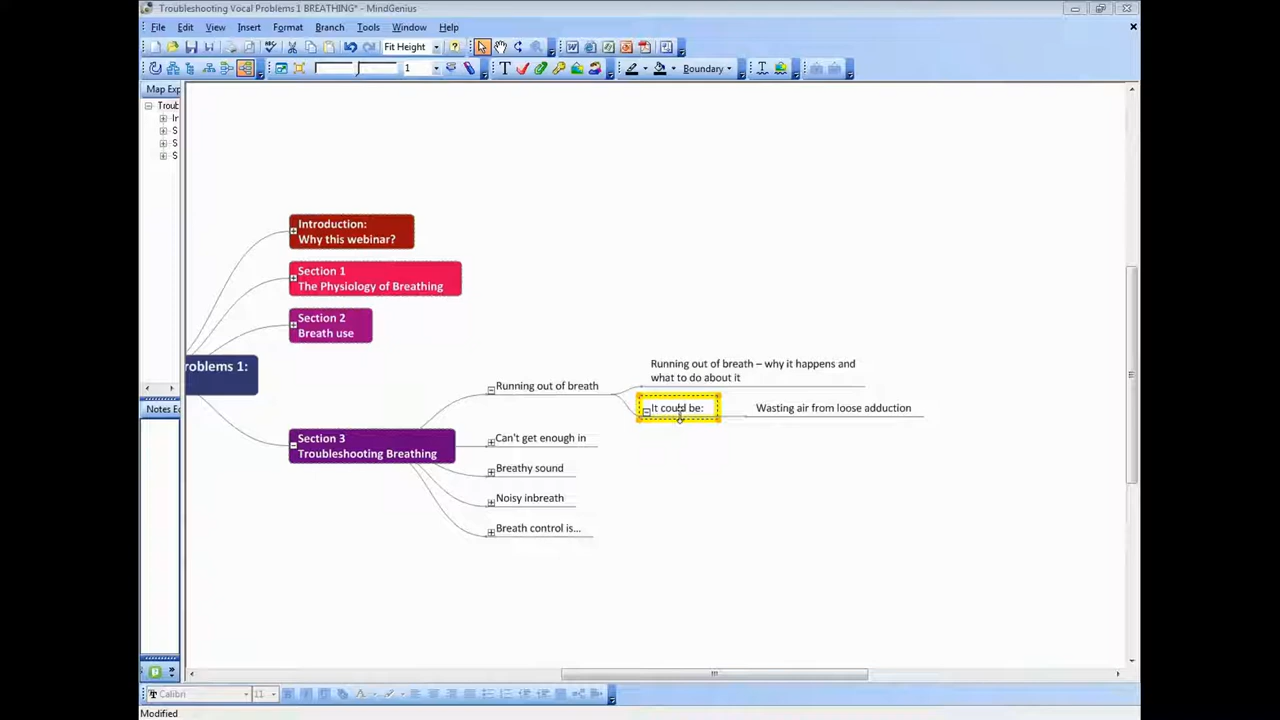 Troubleshooting Vocal Problems 1 BREATHING* - MindGenius
File Edit View Insert Format Branch Tools Window Help
Fit Height
1
Boundary
Map Exp
Introduction:
Why this webinar?
Section 1
The Physiology of Breathing
Section 2
Breath use
roblems 1:
Running out of breath – why it happens and
what to do about it
Running out of breath
It could be:
Wasting air from loose adduction
Section 3
Troubleshooting Breathing
Can't get enough in
Breathy sound
Noisy inbreath
Breath control is...
Notes Ec
Calibri 11
Modified